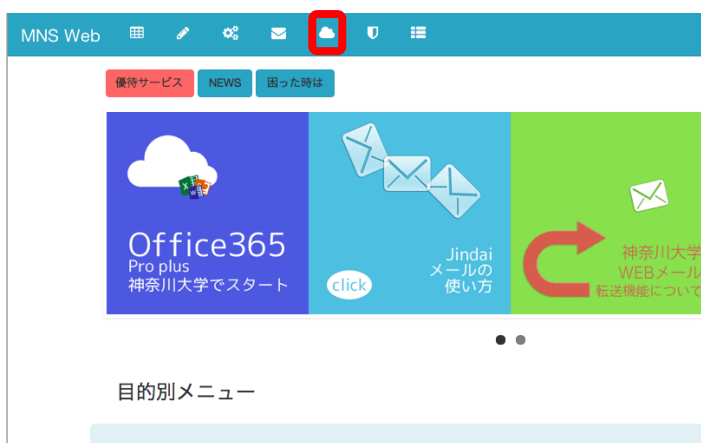 MNS Web
優待サービス NEWS 困った時は
Office365
Pro plus
神奈川大学でスタート
Jindai
メールの
使い方
click
神奈川大学
WEBメール
転送機能について
目的別メニュー